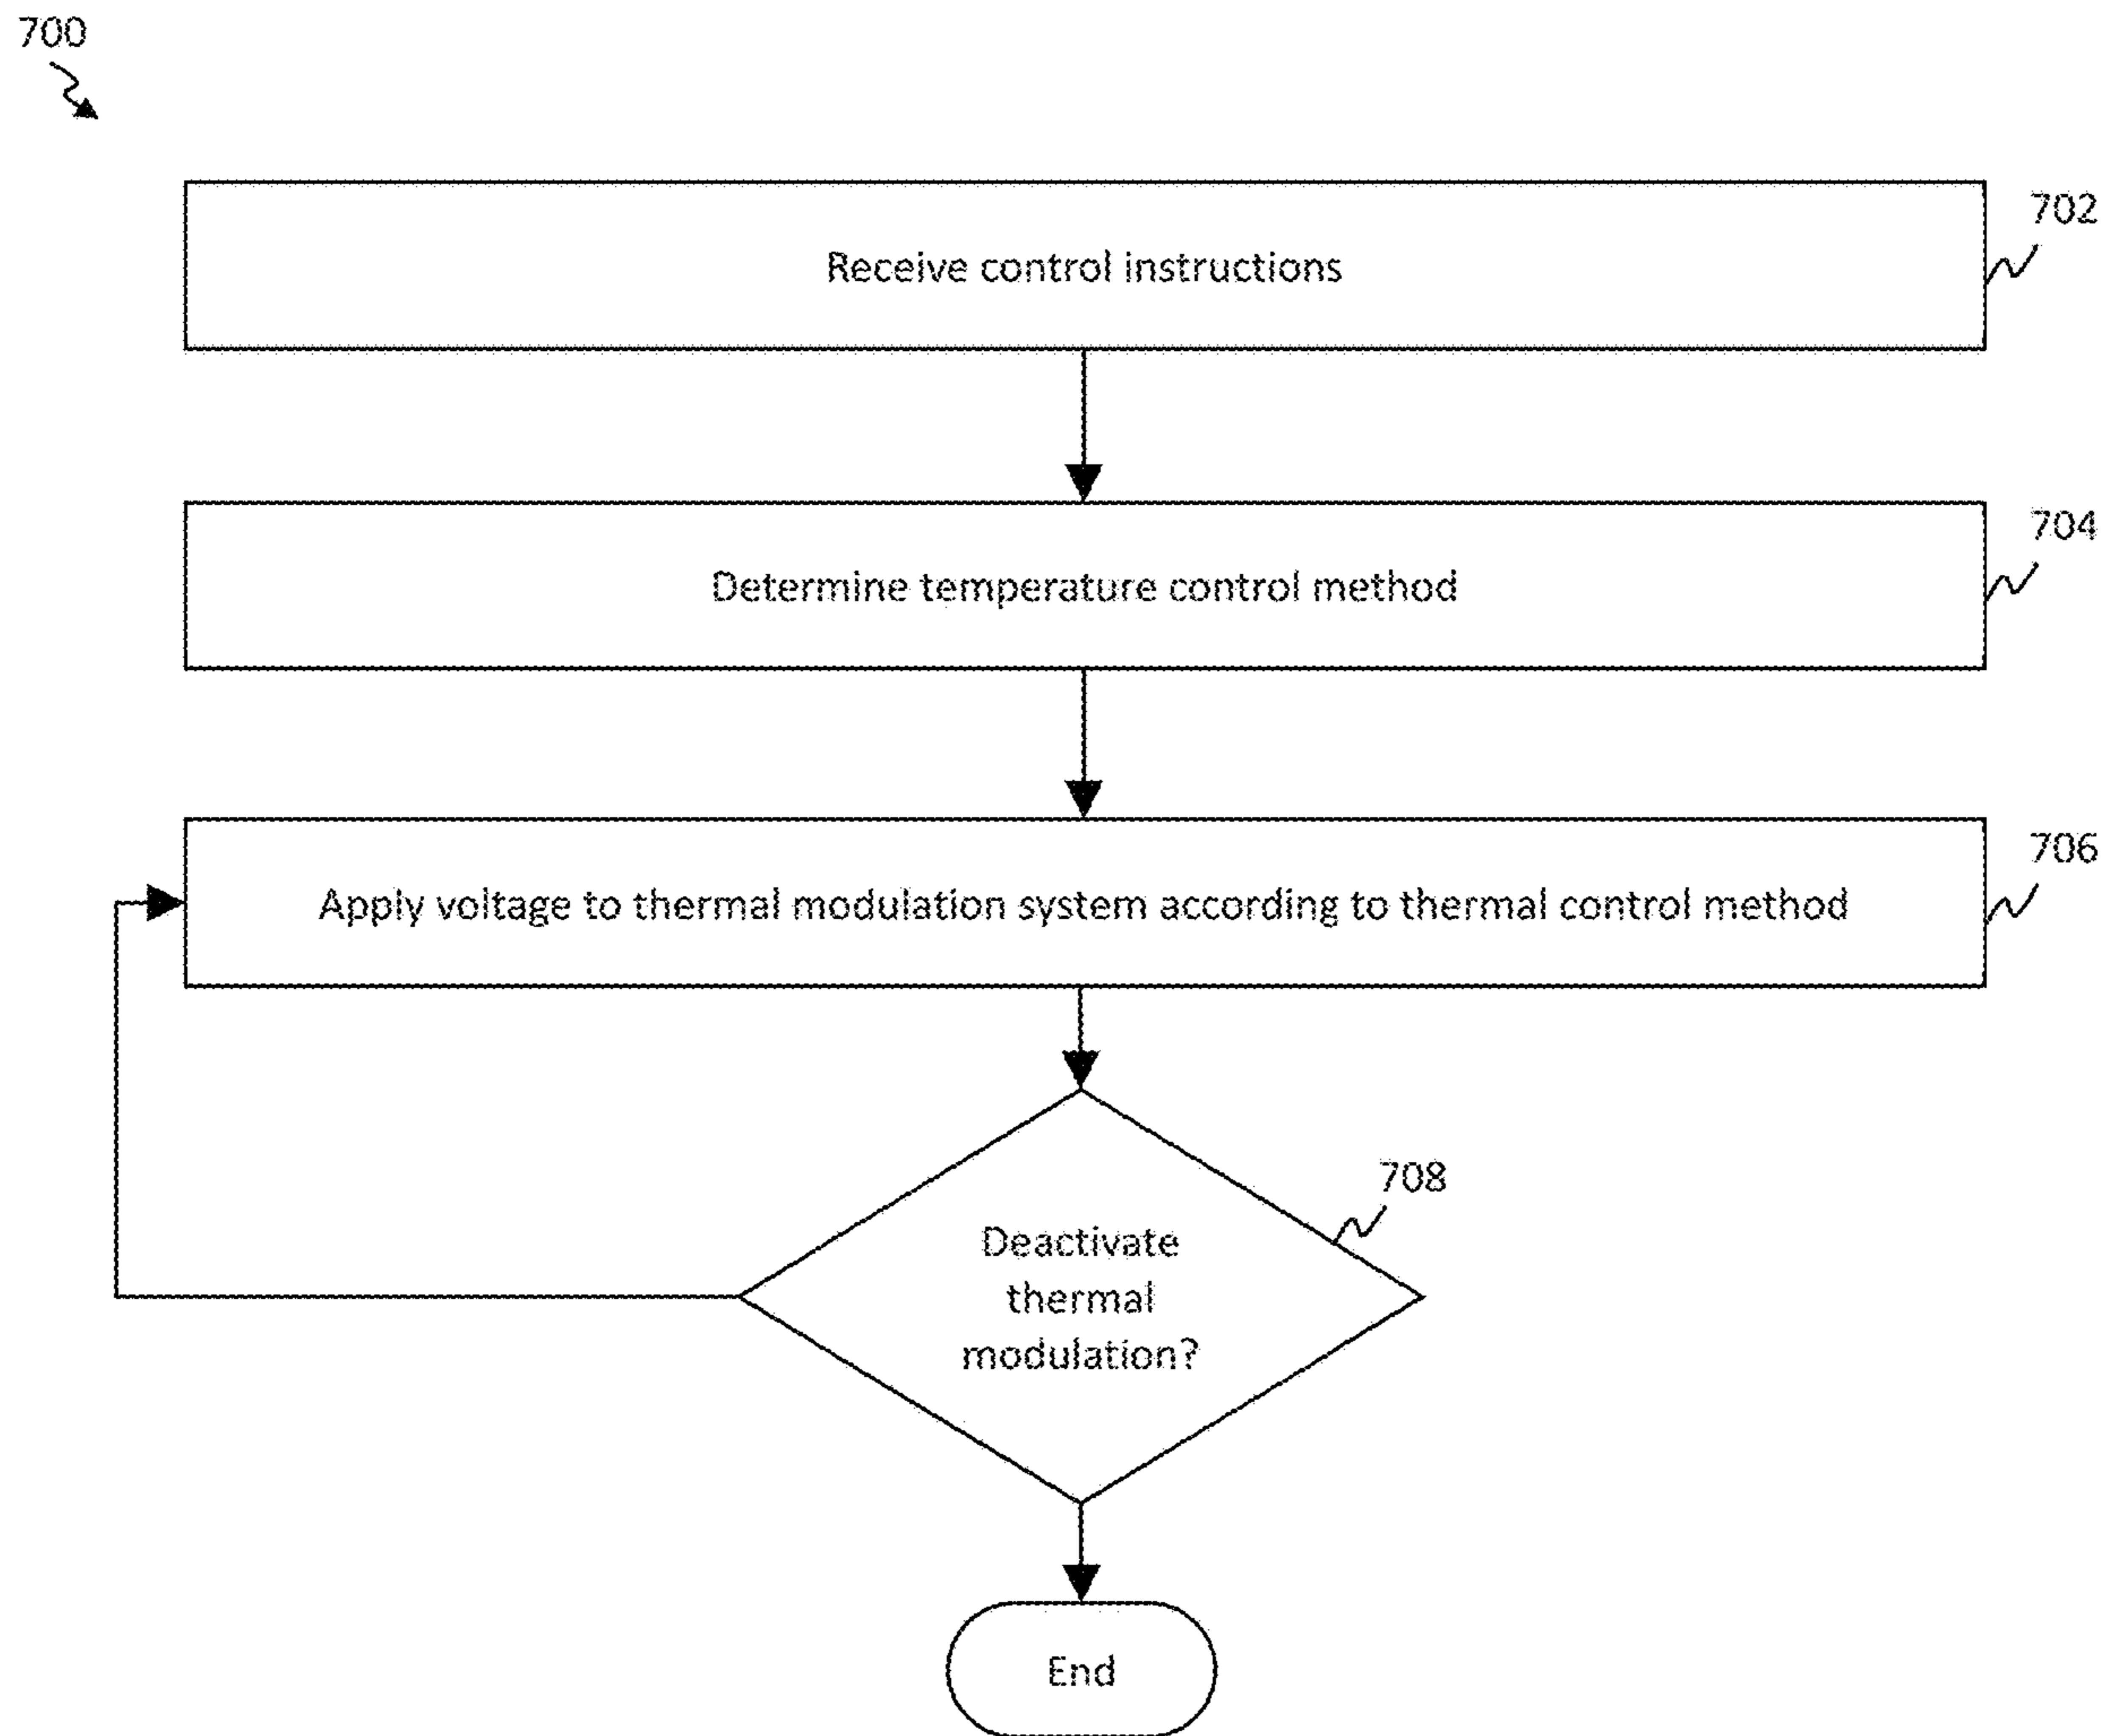 700
702
Receive control instructions
704
Determine temperature control method
706
Apply voltage to thermal modulation system according to thermal control method
708
Deactivate
thermal
modulation?
End